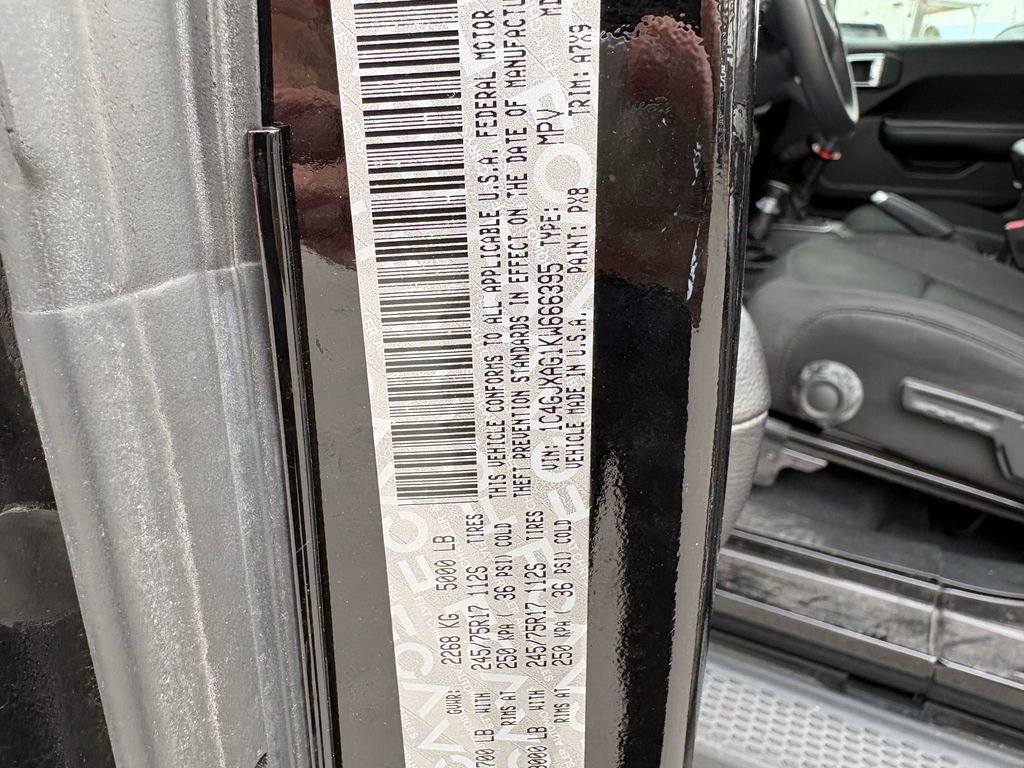 GVWR: 2268 KG 5000 LB
700 LB WITH 245/75R17 112S TIRES
RIMS AT 250 KPA ( 36 PSI) COLD
000 LB WITH 245/75R17 112S TIRES
RIMS AT 250 KPA ( 36 PSI) COLD
THIS VEHICLE CONFORMS TO ALL APPLICABLE U.S.A. FEDERAL MOTOR
THEFT PREVENTION STANDARDS IN EFFECT ON THE DATE OF MANUFACTU
VIN: 1C4GJXAG1KW666395 TYPE: MPV
VEHICLE MADE IN U.S.A. PAINT: PX8 TRIM: A7X9